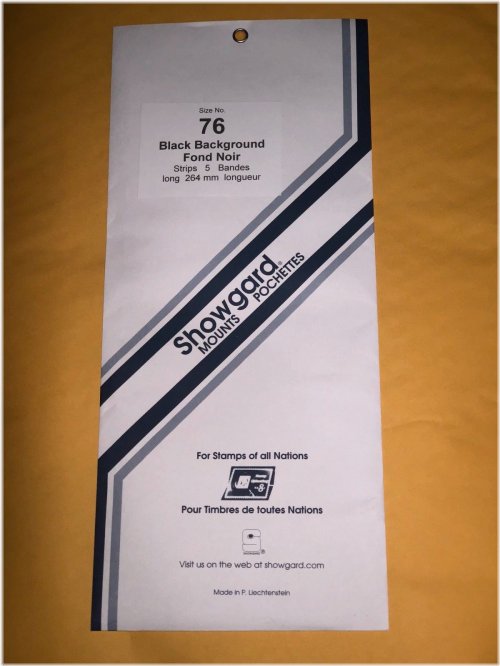 Size No.
76
Black Background
Fond Noir
Strips 5 Bandes
long 264 mm longueur
Showgard®
MOUNTS POCHETTES
For Stamps of all Nations
Pour Timbres de toutes Nations
®
Visit us on the web at showgard.com
Made in P. Liechtenstein